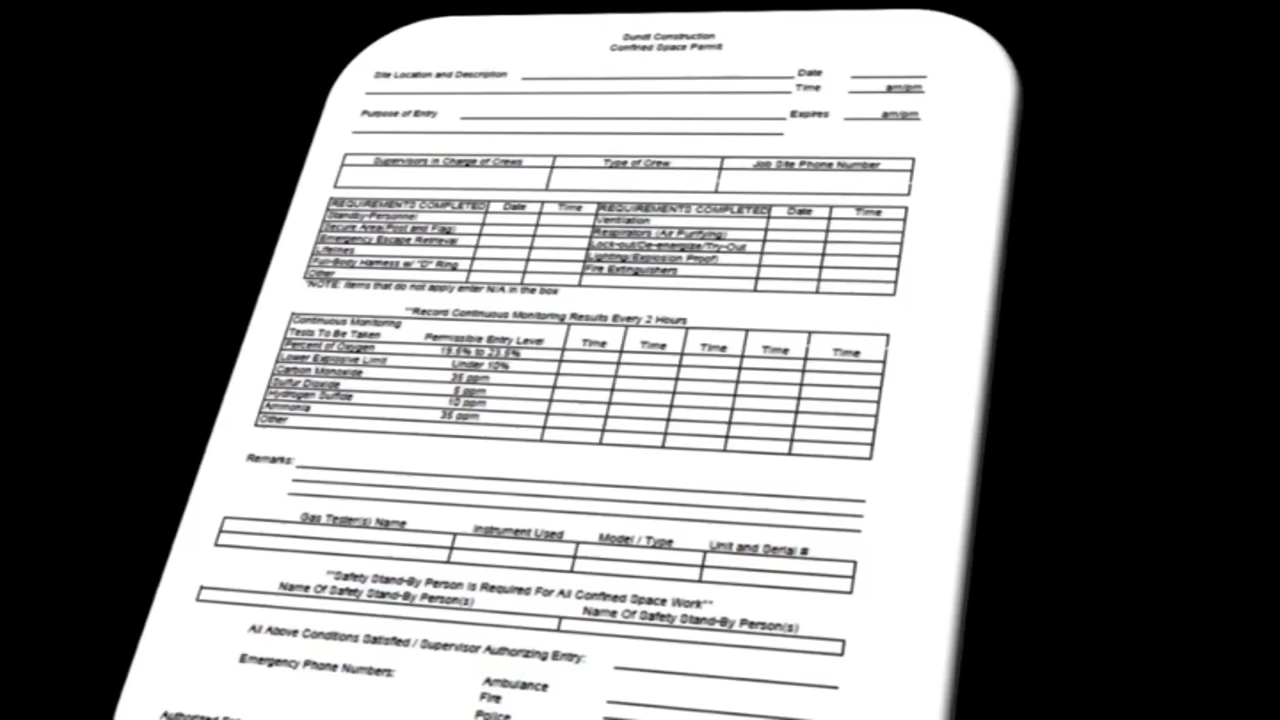 Sundt Construction
Confined Space Permit
Site Location and Description Date
Time am/pm
Purpose of Entry Expires am/pm
Supervisors in Charge of Crews Type of Crew Job Site Phone Number
REQUIREMENTS COMPLETED Date Time REQUIREMENTS COMPLETED Date Time
Standby-Personnel Ventilation
Secure Area(Post and Flag) Respirators (Air Purifying)
Emergency Escape Retrieval Lock-out/De-energize/Try-Out
Lifelines Lighting(Explosion Proof)
Full-Body Harness w/ "D" Ring Fire Extinguishers
Other
*NOTE: Items that do not apply enter N/A in the box
**Record Continuous Monitoring Results Every 2 Hours
Continuous Monitoring
Tests To Be Taken Permissible Entry Level Time Time Time Time Time
Percent of Oxygen 19.5% to 23.5%
Lower Explosive Limit Under 10%
Carbon Monoxide 35 ppm
Sulfur Dioxide 5 ppm
Hydrogen Sulfide 10 ppm
Ammonia 35 ppm
Other
Remarks:
Gas Tester(s) Name Instrument Used Model / Type Unit and Serial #
**Safety Stand-By Person Is Required For All Confined Space Work**
Name Of Safety Stand-By Person(s) Name Of Safety Stand-By Person(s)
All Above Conditions Satisfied / Supervisor Authorizing Entry:
Emergency Phone Numbers: Ambulance
Fire
Police